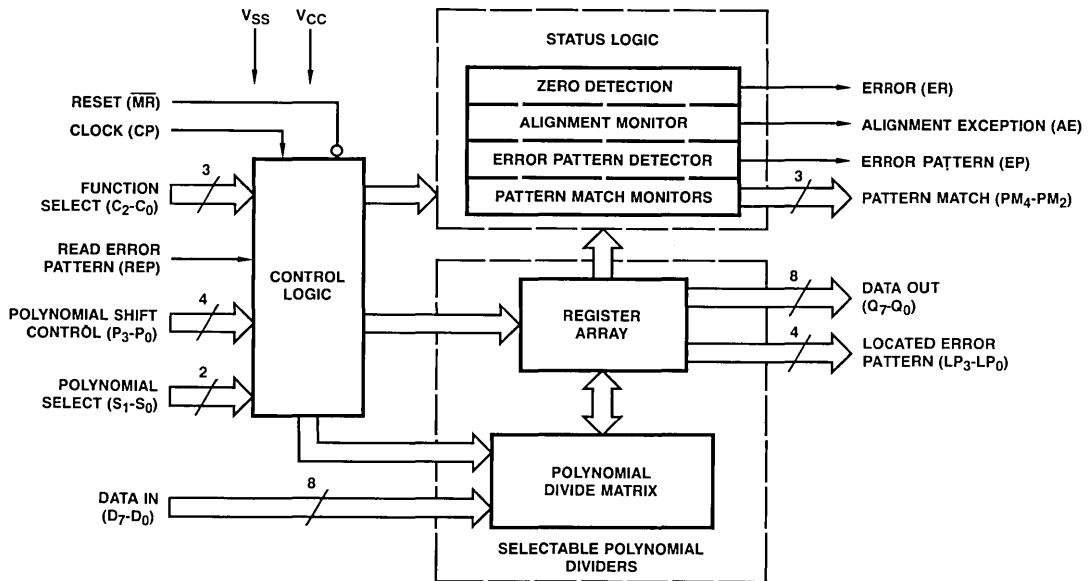 V_SS
V_CC
RESET (M̅R̅)
CLOCK (CP)
3
FUNCTION
SELECT (C₂-C₀)
READ ERROR
PATTERN (REP)
4
POLYNOMIAL SHIFT
CONTROL (P₃-P₀)
2
POLYNOMIAL
SELECT (S₁-S₀)
8
DATA IN
(D₇-D₀)
CONTROL
LOGIC
STATUS LOGIC
ZERO DETECTION
ALIGNMENT MONITOR
ERROR PATTERN DETECTOR
PATTERN MATCH MONITORS
ERROR (ER)
ALIGNMENT EXCEPTION (AE)
ERROR PATTERN (EP)
3
PATTERN MATCH (PM₄-PM₂)
REGISTER
ARRAY
8
DATA OUT
(Q₇-Q₀)
4
LOCATED ERROR
PATTERN (LP₃-LP₀)
POLYNOMIAL
DIVIDE MATRIX
SELECTABLE POLYNOMIAL
DIVIDERS